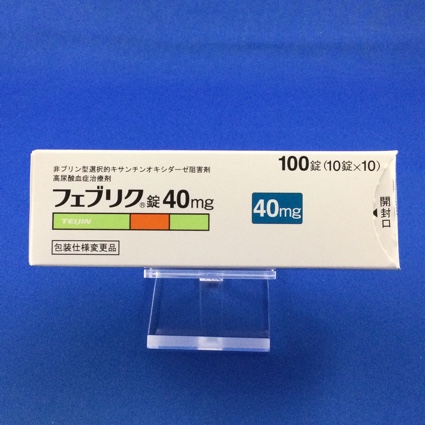 非プリン型選択的キサンチンオキシダーゼ阻害剤
高尿酸血症治療剤
フェブリク®錠40mg
TEIJIN
包装仕様変更品
100錠(10錠×10)
40mg
開封口